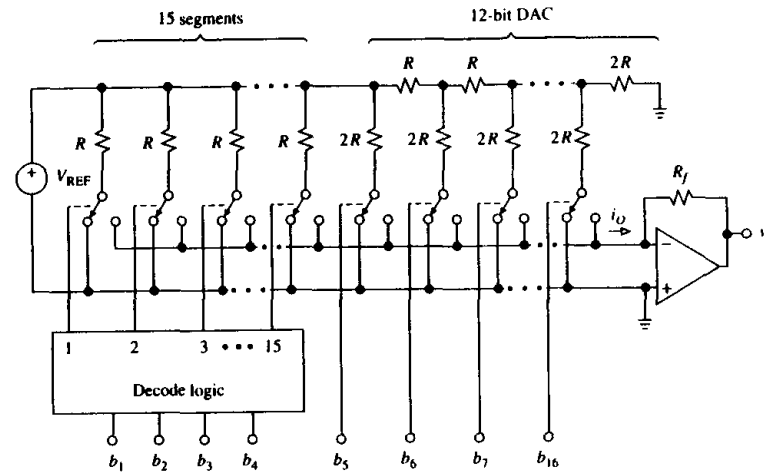 15 segments
12-bit DAC
R R 2R
R R R R 2R 2R 2R 2R
+ V_REF
R_f
i_O
−
+
v
1 2 3 • • • 15
Decode logic
b_1 b_2 b_3 b_4 b_5 b_6 b_7 b_16